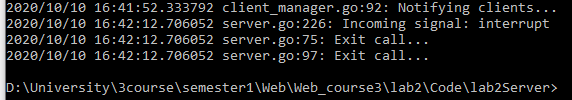 2020/10/10 16:41:52.333792 client_manager.go:92: Notifying clients...
2020/10/10 16:42:12.706052 server.go:226: Incoming signal: interrupt
2020/10/10 16:42:12.706052 server.go:75: Exit call...
2020/10/10 16:42:12.706052 server.go:97: Exit call...
D:\University\3course\semester1\Web\Web_course3\lab2\Code\lab2Server>